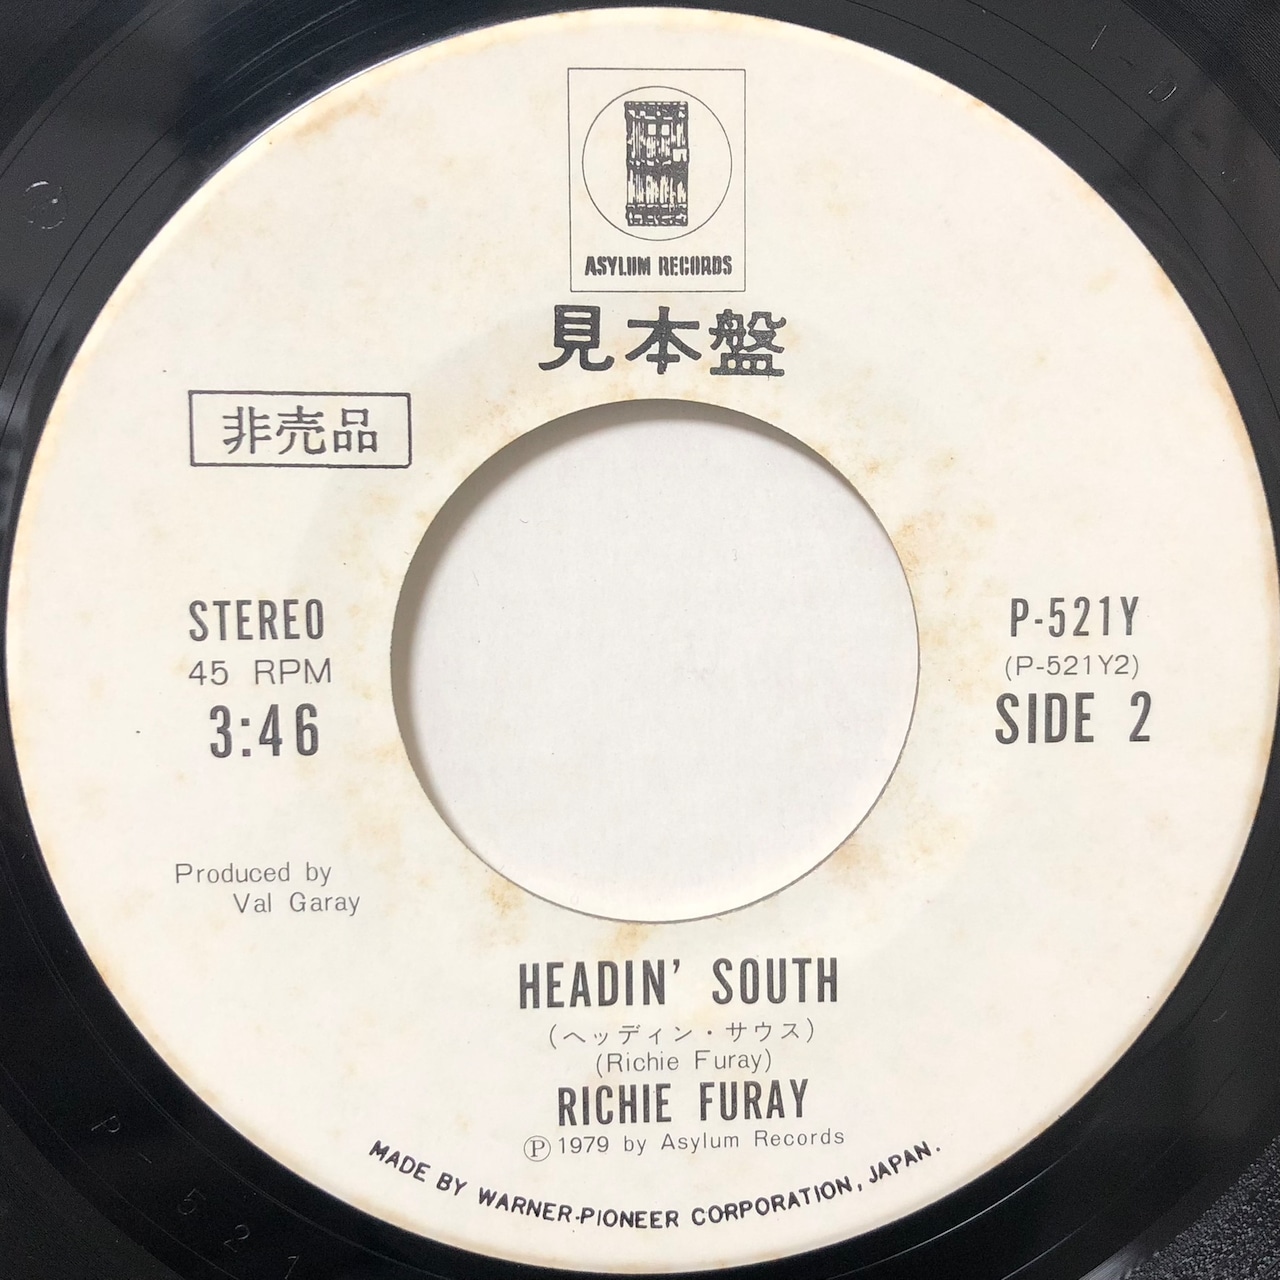 ASYLUM RECORDS
見本盤
非売品
STEREO
45 RPM
3:46
P-521Y
(P-521Y2)
SIDE 2
Produced by
Val Garay
HEADIN' SOUTH
(ヘッディン・サウス)
(Richie Furay)
RICHIE FURAY
Ⓟ1979 by Asylum Records
MADE BY WARNER-PIONEER CORPORATION, JAPAN.
P 521